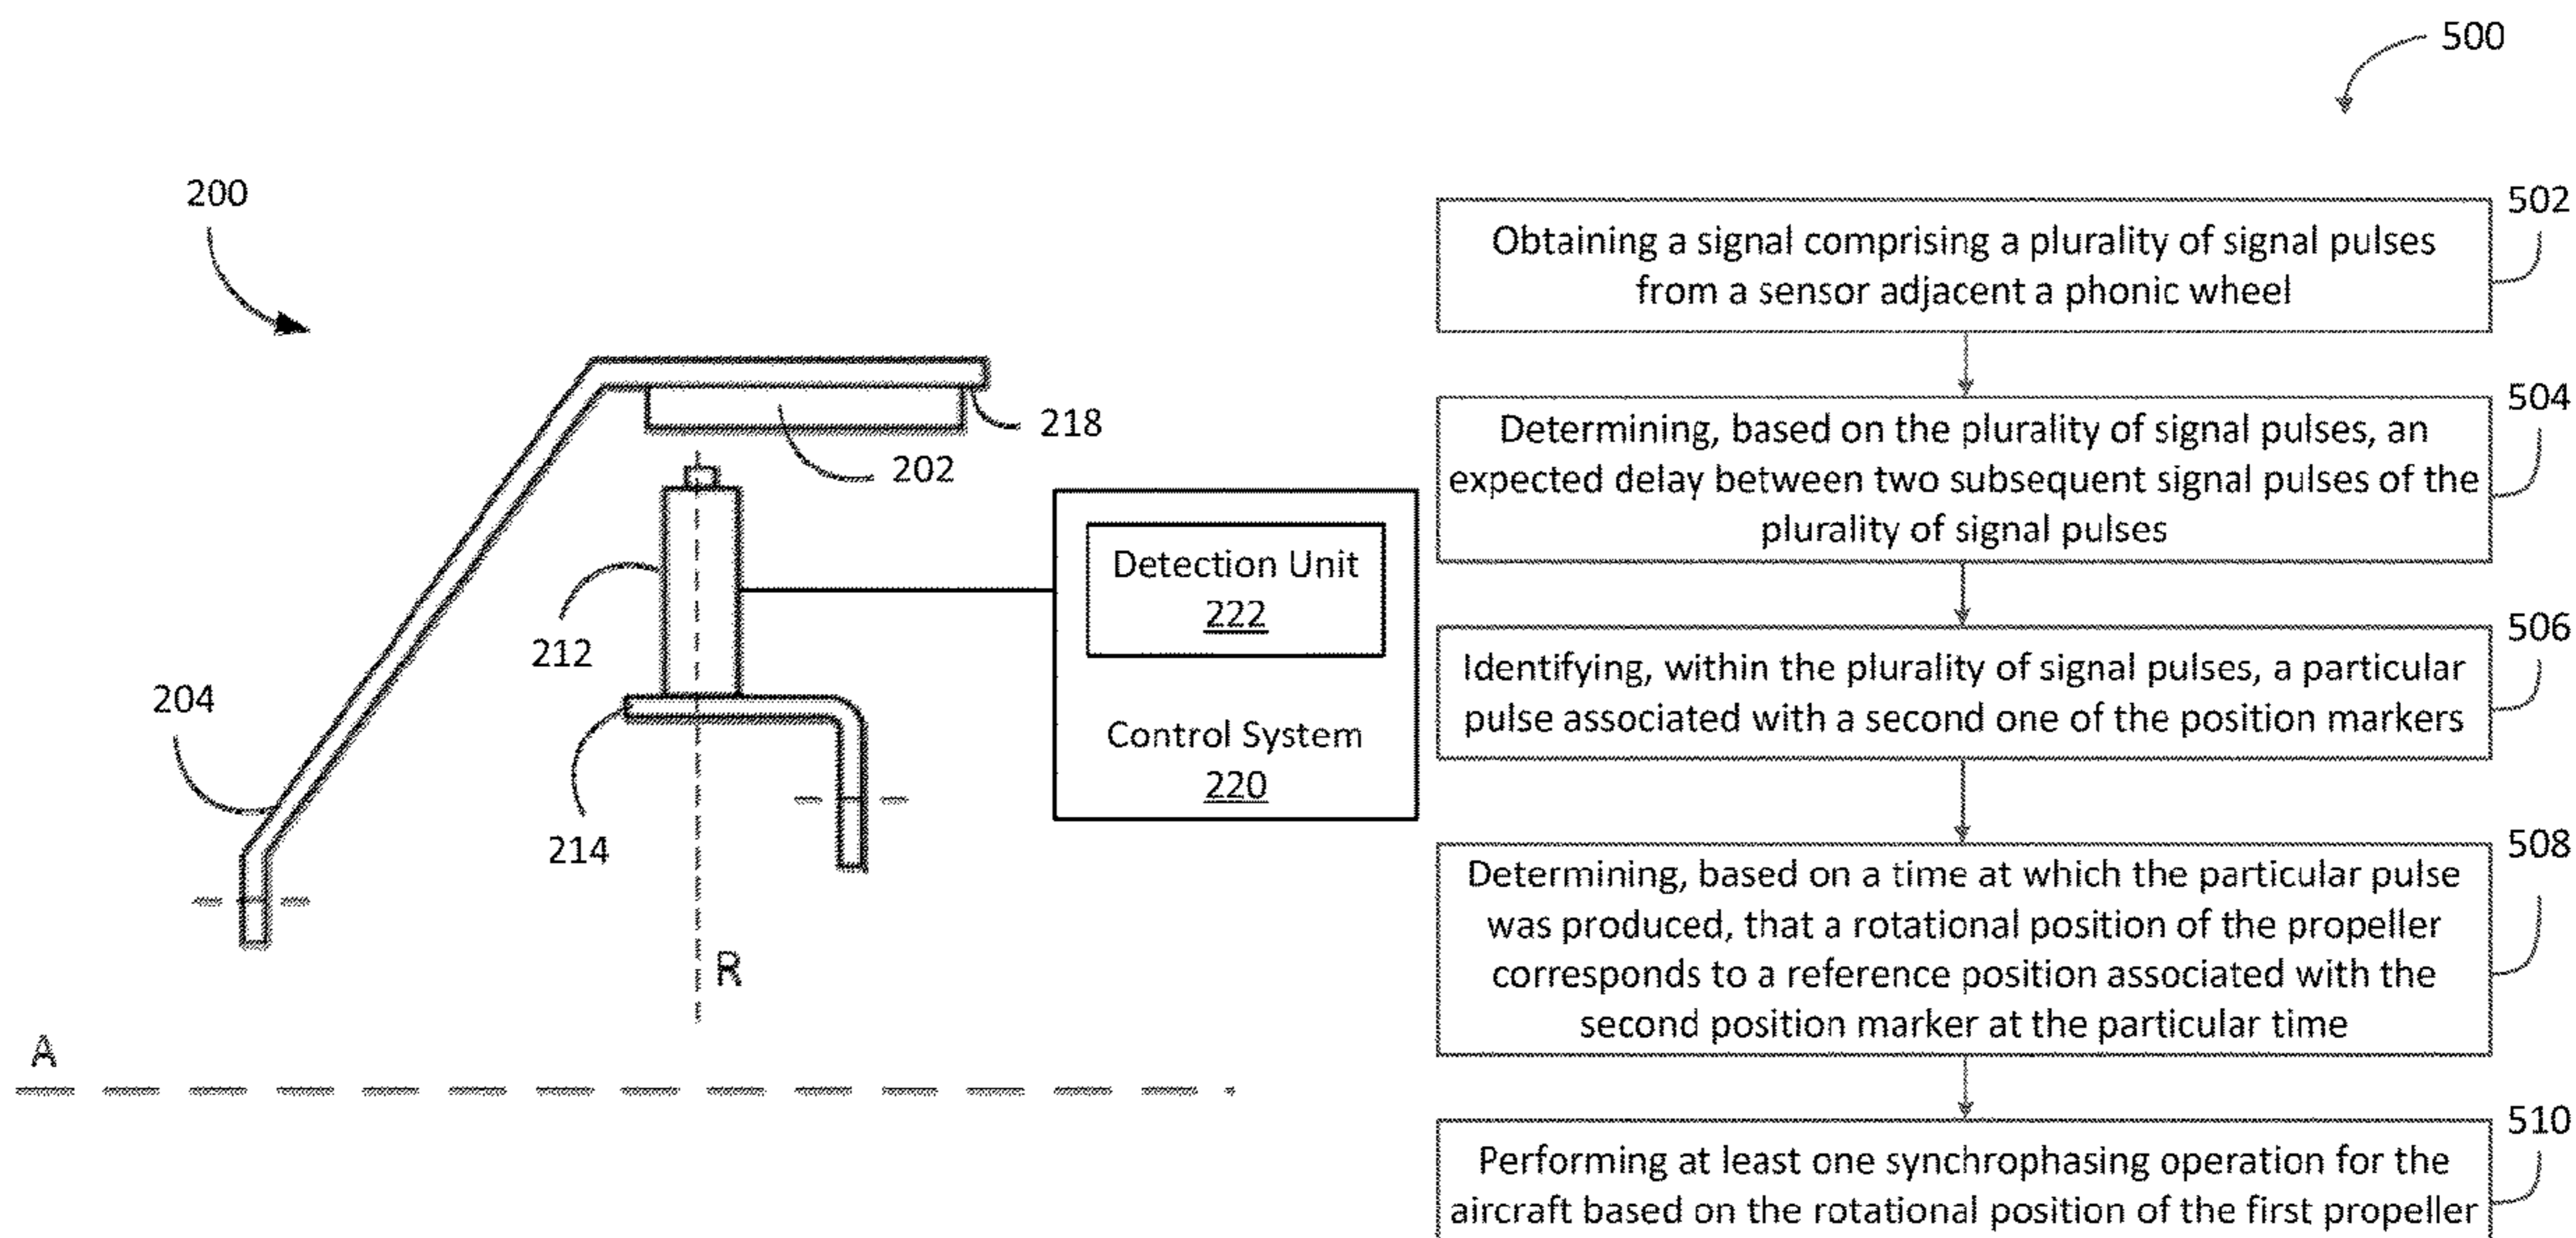 500
200
218
202
212
204
214
Detection Unit
222
Control System
220
R
A
502
Obtaining a signal comprising a plurality of signal pulses
from a sensor adjacent a phonic wheel
504
Determining, based on the plurality of signal pulses, an
expected delay between two subsequent signal pulses of the
plurality of signal pulses
506
Identifying, within the plurality of signal pulses, a particular
pulse associated with a second one of the position markers
508
Determining, based on a time at which the particular pulse
was produced, that a rotational position of the propeller
corresponds to a reference position associated with the
second position marker at the particular time
510
Performing at least one synchrophasing operation for the
aircraft based on the rotational position of the first propeller